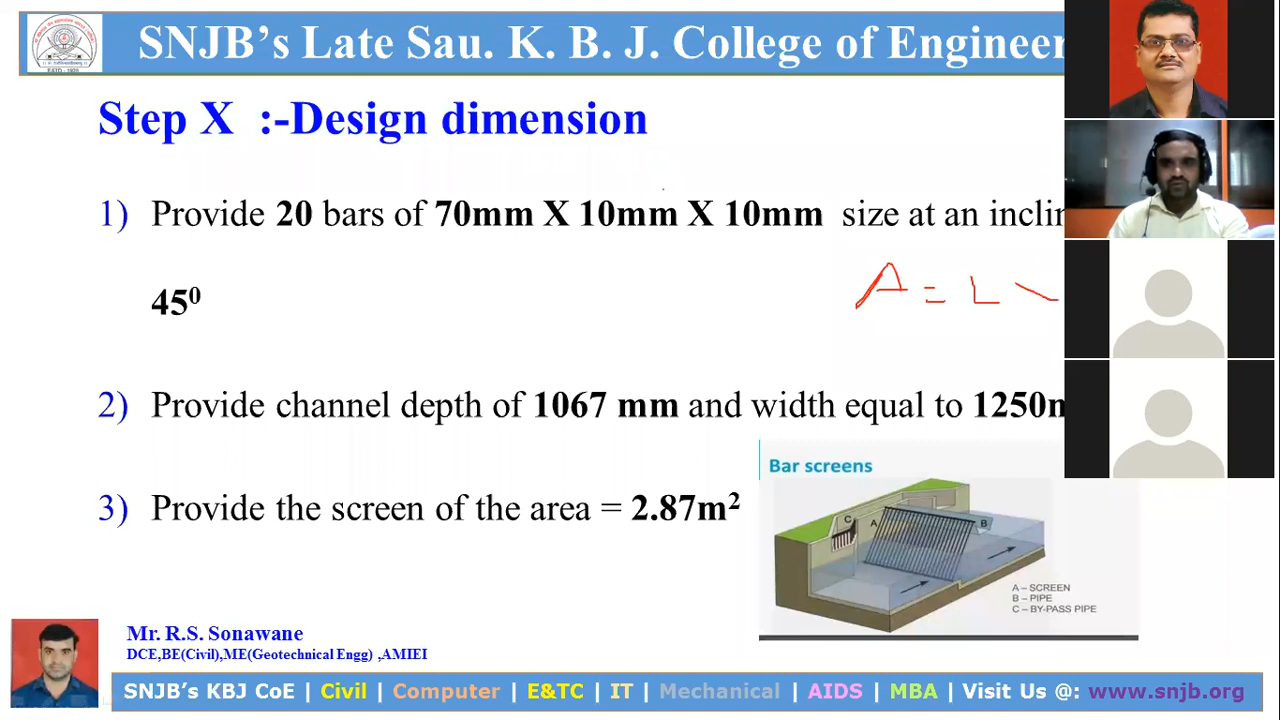 SNJB's Late Sau. K. B. J. College of Engineer
Step X :-Design dimension
1) Provide 20 bars of 70mm X 10mm X 10mm size at an inclin
45⁰
A = L ×
2) Provide channel depth of 1067 mm and width equal to 1250m
3) Provide the screen of the area = 2.87m²
Bar screens
C
A
B
A – SCREEN
B – PIPE
C – BY-PASS PIPE
Mr. R.S. Sonawane
DCE,BE(Civil),ME(Geotechnical Engg) ,AMIEI
SNJB's KBJ CoE | Civil | Computer | E&TC | IT | Mechanical | AIDS | MBA | Visit Us @: www.snjb.org